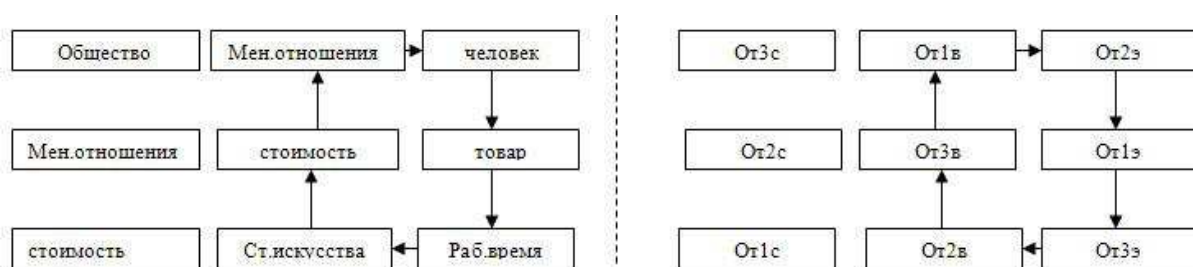 Общество Мен.отношения человек От3с От1в От2э
Мен.отношения стоимость товар От2с От3в От1э
стоимость Ст.искусства Раб.время От1с От2в От3э